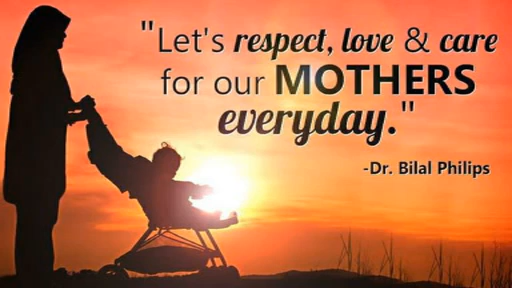 "Let's respect, love & care
for our MOTHERS
everyday."
-Dr. Bilal Philips